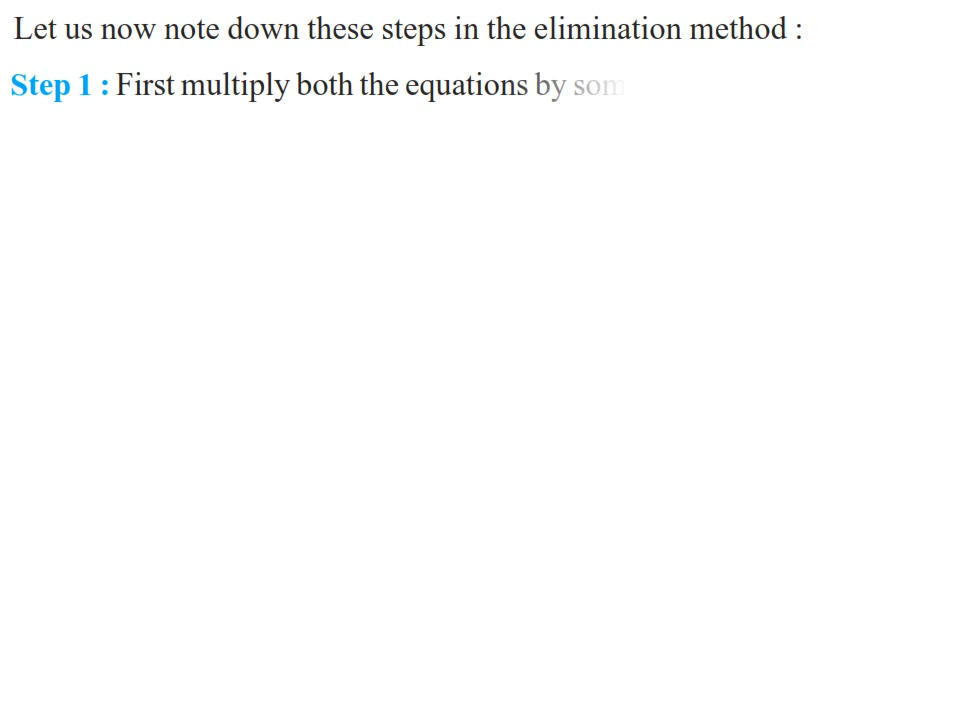 Let us now note down these steps in the elimination method :
Step 1 : First multiply both the equations by som